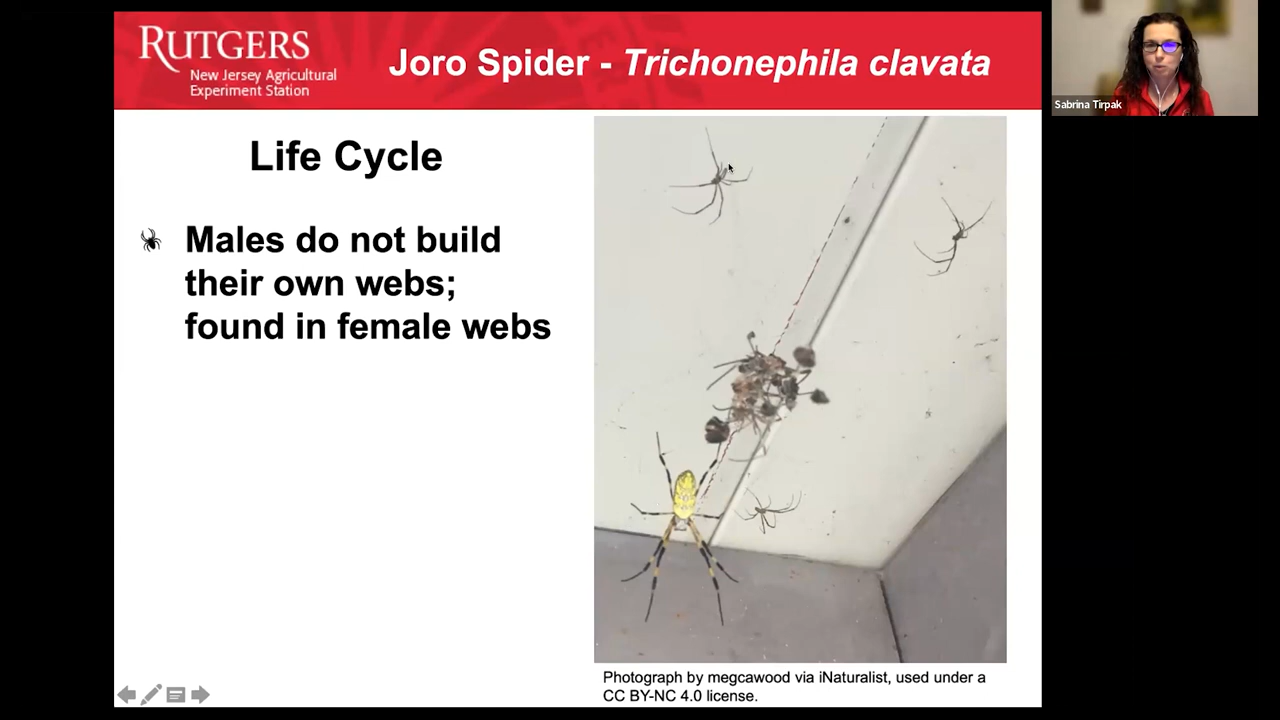 RUTGERS
New Jersey Agricultural
Experiment Station
Joro Spider - Trichonephila clavata
Sabrina Tirpak
Life Cycle
Males do not build
their own webs;
found in female webs
Photograph by megcawood via iNaturalist, used under a
CC BY-NC 4.0 license.